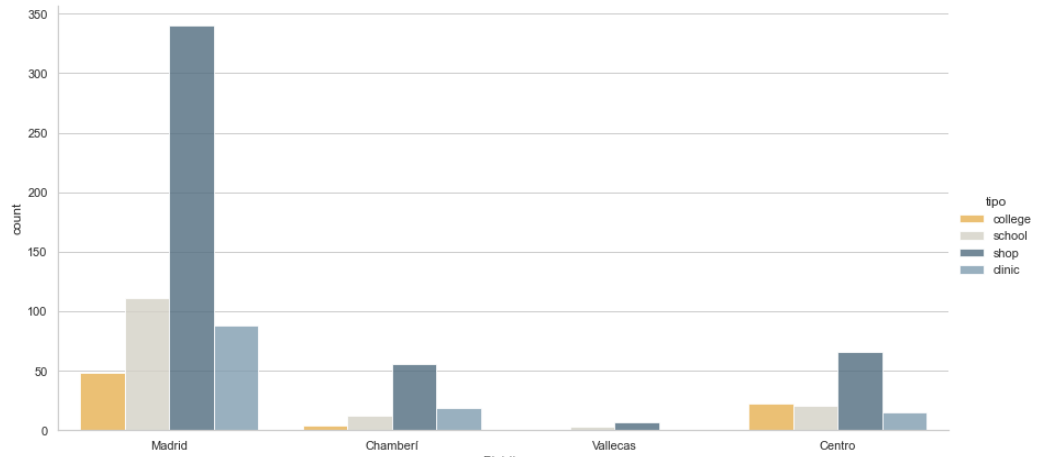 350
300
250
200
150
100
50
0
count
Madrid
Chamberí
Vallecas
Centro
tipo
college
school
shop
clinic